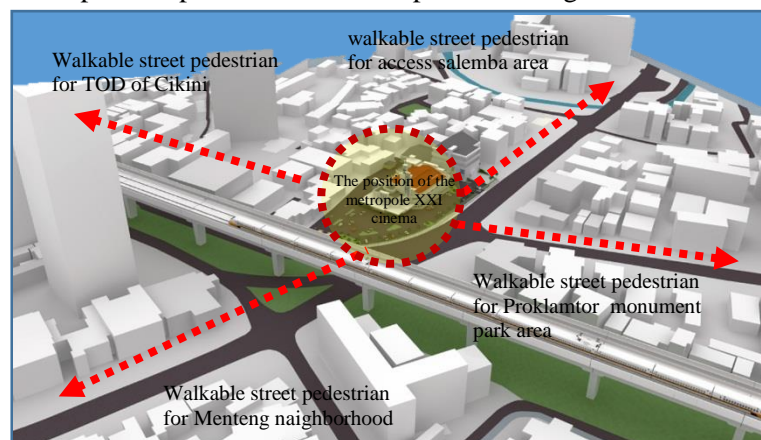 Walkable street pedestrian
for TOD of Cikini
walkable street pedestrian
for access salemba area
The position of the
metropole XXI
cinema
Walkable street pedestrian
for Proklamtor monument
park area
Walkable street pedestrian
for Menteng naighborhood